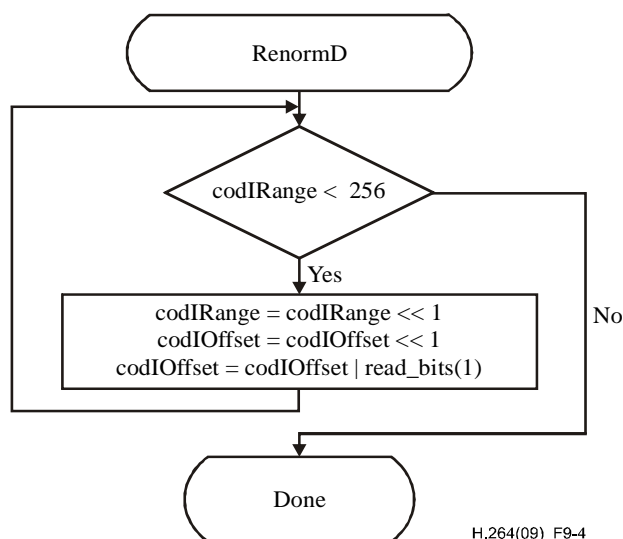 RenormD
codIRange < 256
Yes
codIRange = codIRange << 1
codIOffset = codIOffset << 1
codIOffset = codIOffset | read_bits(1)
No
Done
H.264(09)_F9-4